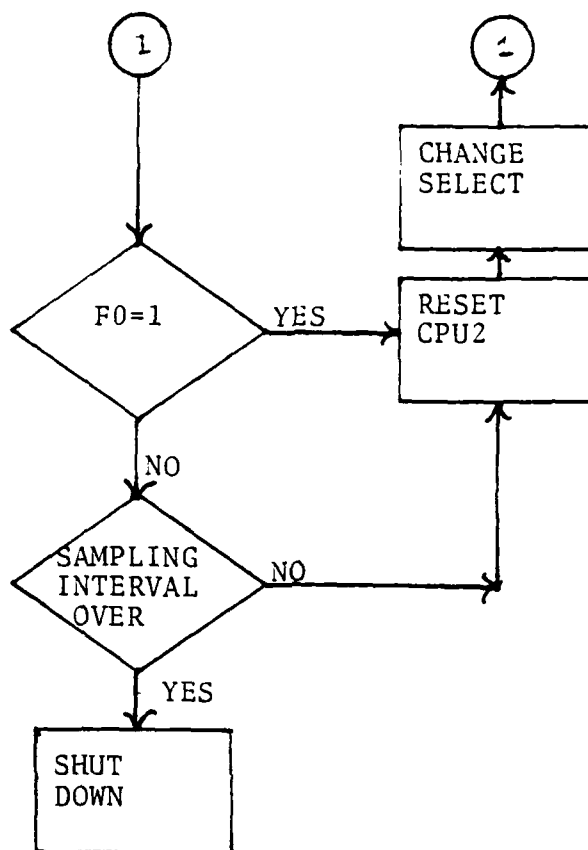 1
1
CHANGE
SELECT
F0=1
YES
RESET
CPU2
NO
SAMPLING
INTERVAL
OVER
NO
YES
SHUT
DOWN